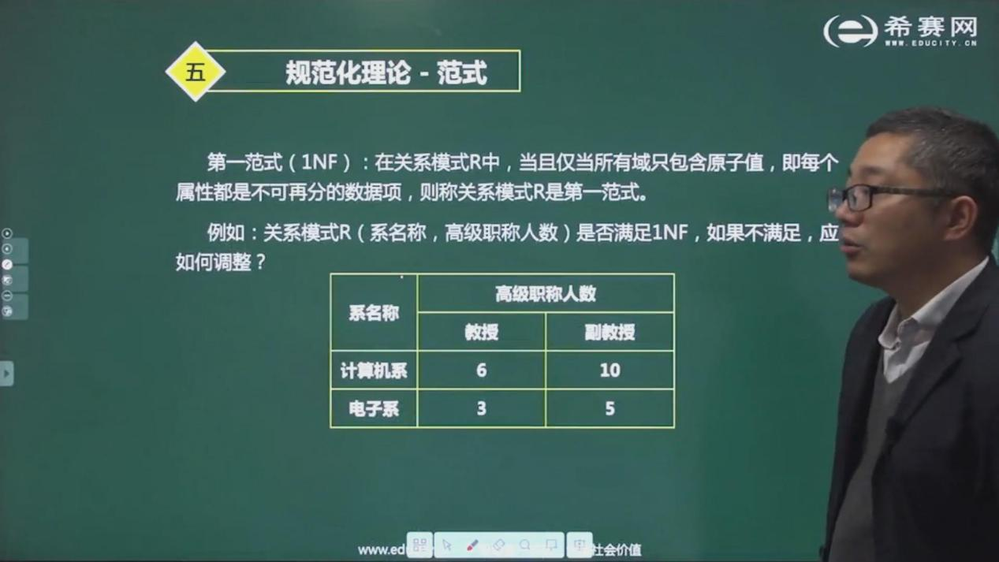 希赛网
WWW.EDUCITY.CN
五
规范化理论 - 范式
第一范式（1NF）：在关系模式R中，当且仅当所有域只包含原子值，即每个
属性都是不可再分的数据项，则称关系模式R是第一范式。
例如：关系模式R（系名称，高级职称人数）是否满足1NF，如果不满足，应
如何调整？
系名称
高级职称人数
教授
副教授
计算机系
6
10
电子系
3
5
www.edu
社会价值